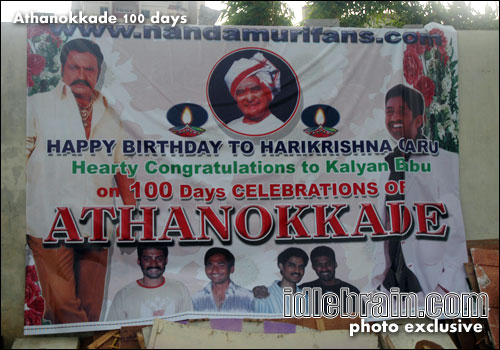 Athanokkade 100 days
www.nandamurifans.com
HAPPY BIRTHDAY TO HARIKRISHNA GARU
Hearty Congratulations to Kalyan Babu
on 100 Days CELEBRATIONS OF
ATHANOKKADE
idlebrain.com
photo exclusive